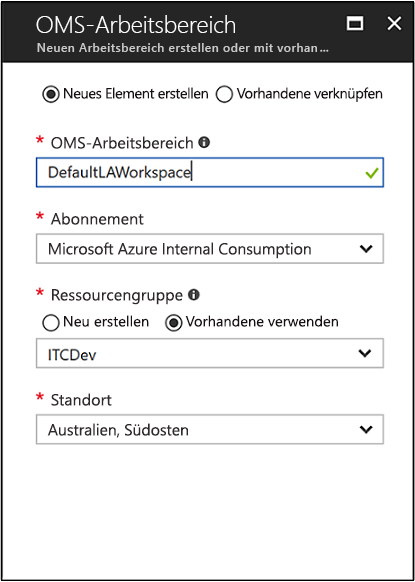 OMS-Arbeitsbereich
Neuen Arbeitsbereich erstellen oder mit vorhan...
Neues Element erstellen Vorhandene verknüpfen
* OMS-Arbeitsbereich
DefaultLAWorkspace
* Abonnement
Microsoft Azure Internal Consumption
* Ressourcengruppe
Neu erstellen Vorhandene verwenden
ITCDev
* Standort
Australien, Südosten